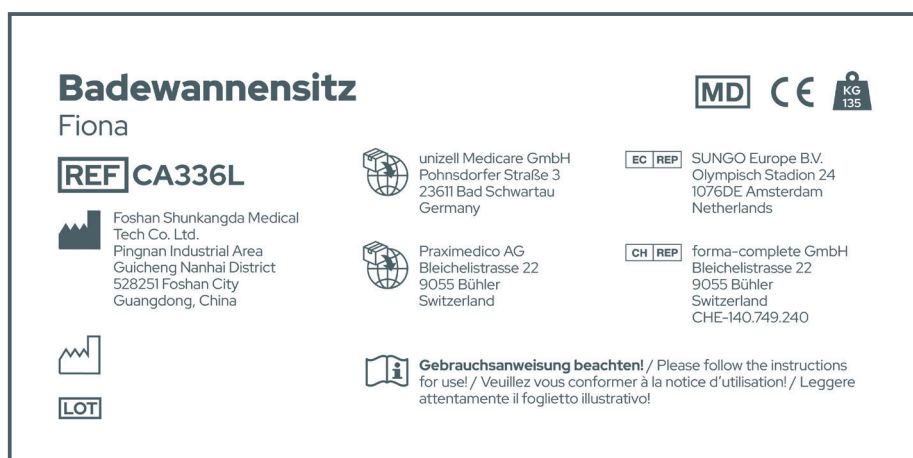 Badewannensitz
Fiona
REF CA336L
Foshan Shunkangda Medical
Tech Co. Ltd.
Pingnan Industrial Area
Guicheng Nanhai District
528251 Foshan City
Guangdong, China
LOT
unizell Medicare GmbH
Pohnsdorfer Straße 3
23611 Bad Schwartau
Germany
Praximedico AG
Bleichelistrasse 22
9055 Bühler
Switzerland
MD CE KG
135
EC REP
SUNGO Europe B.V.
Olympisch Stadion 24
1076DE Amsterdam
Netherlands
CH REP
forma-complete GmbH
Bleichelistrasse 22
9055 Bühler
Switzerland
CHE-140.749.240
Gebrauchsanweisung beachten! / Please follow the instructions
for use! / Veuillez vous conformer à la notice d’utilisation! / Leggere
attentamente il foglietto illustrativo!